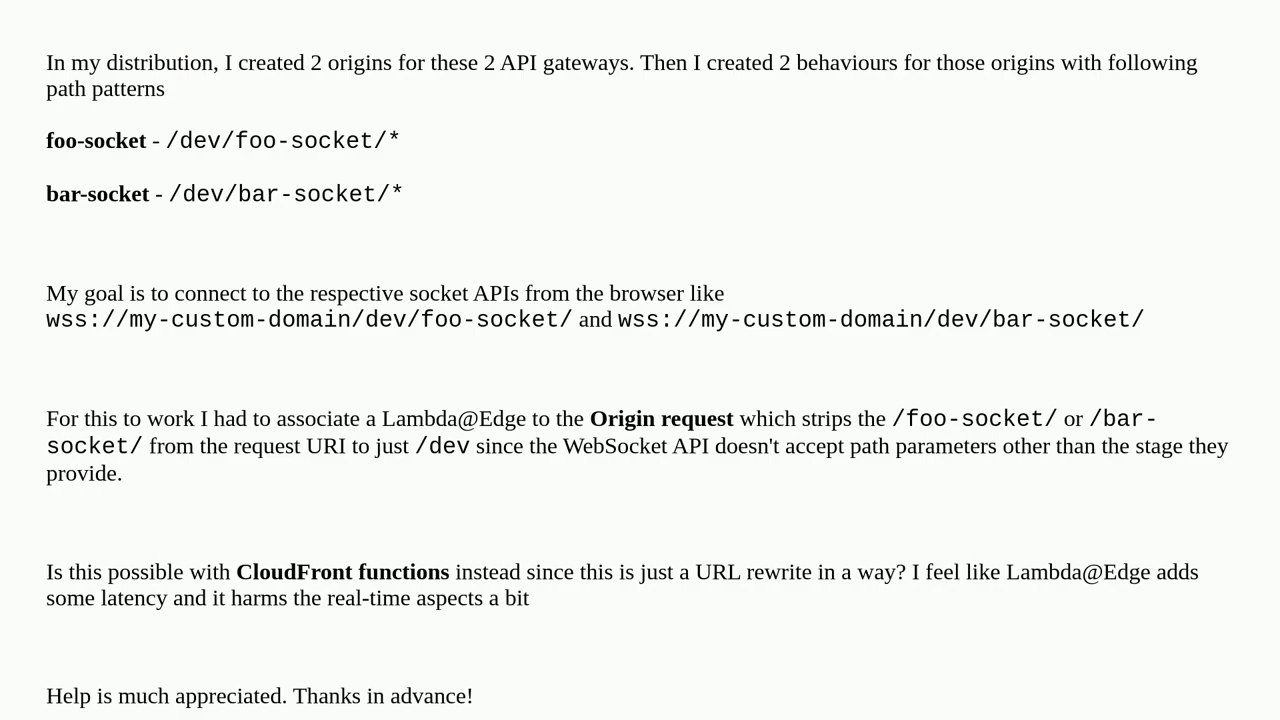 In my distribution, I created 2 origins for these 2 API gateways. Then I created 2 behaviours for those origins with following
path patterns
foo-socket - /dev/foo-socket/*
bar-socket - /dev/bar-socket/*
My goal is to connect to the respective socket APIs from the browser like
wss://my-custom-domain/dev/foo-socket/ and wss://my-custom-domain/dev/bar-socket/
For this to work I had to associate a Lambda@Edge to the Origin request which strips the /foo-socket/ or /bar-
socket/ from the request URI to just /dev since the WebSocket API doesn't accept path parameters other than the stage they
provide.
Is this possible with CloudFront functions instead since this is just a URL rewrite in a way? I feel like Lambda@Edge adds
some latency and it harms the real-time aspects a bit
Help is much appreciated. Thanks in advance!